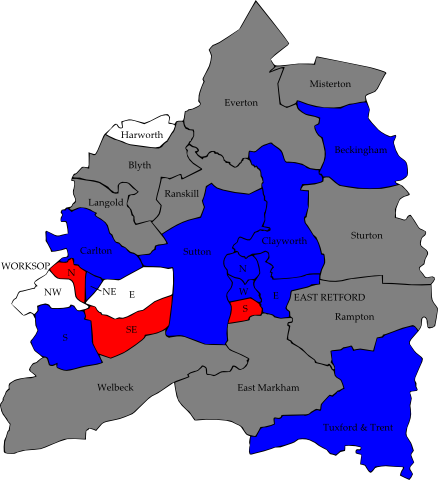 Misterton
Everton
Harworth
Beckingham
Blyth
Ranskill
Langold
Sturton
Clayworth
Carlton
Sutton
WORKSOP
N
N
NE
E
NW
W
E
EAST RETFORD
S
Rampton
SE
S
Welbeck
East Markham
Tuxford & Trent